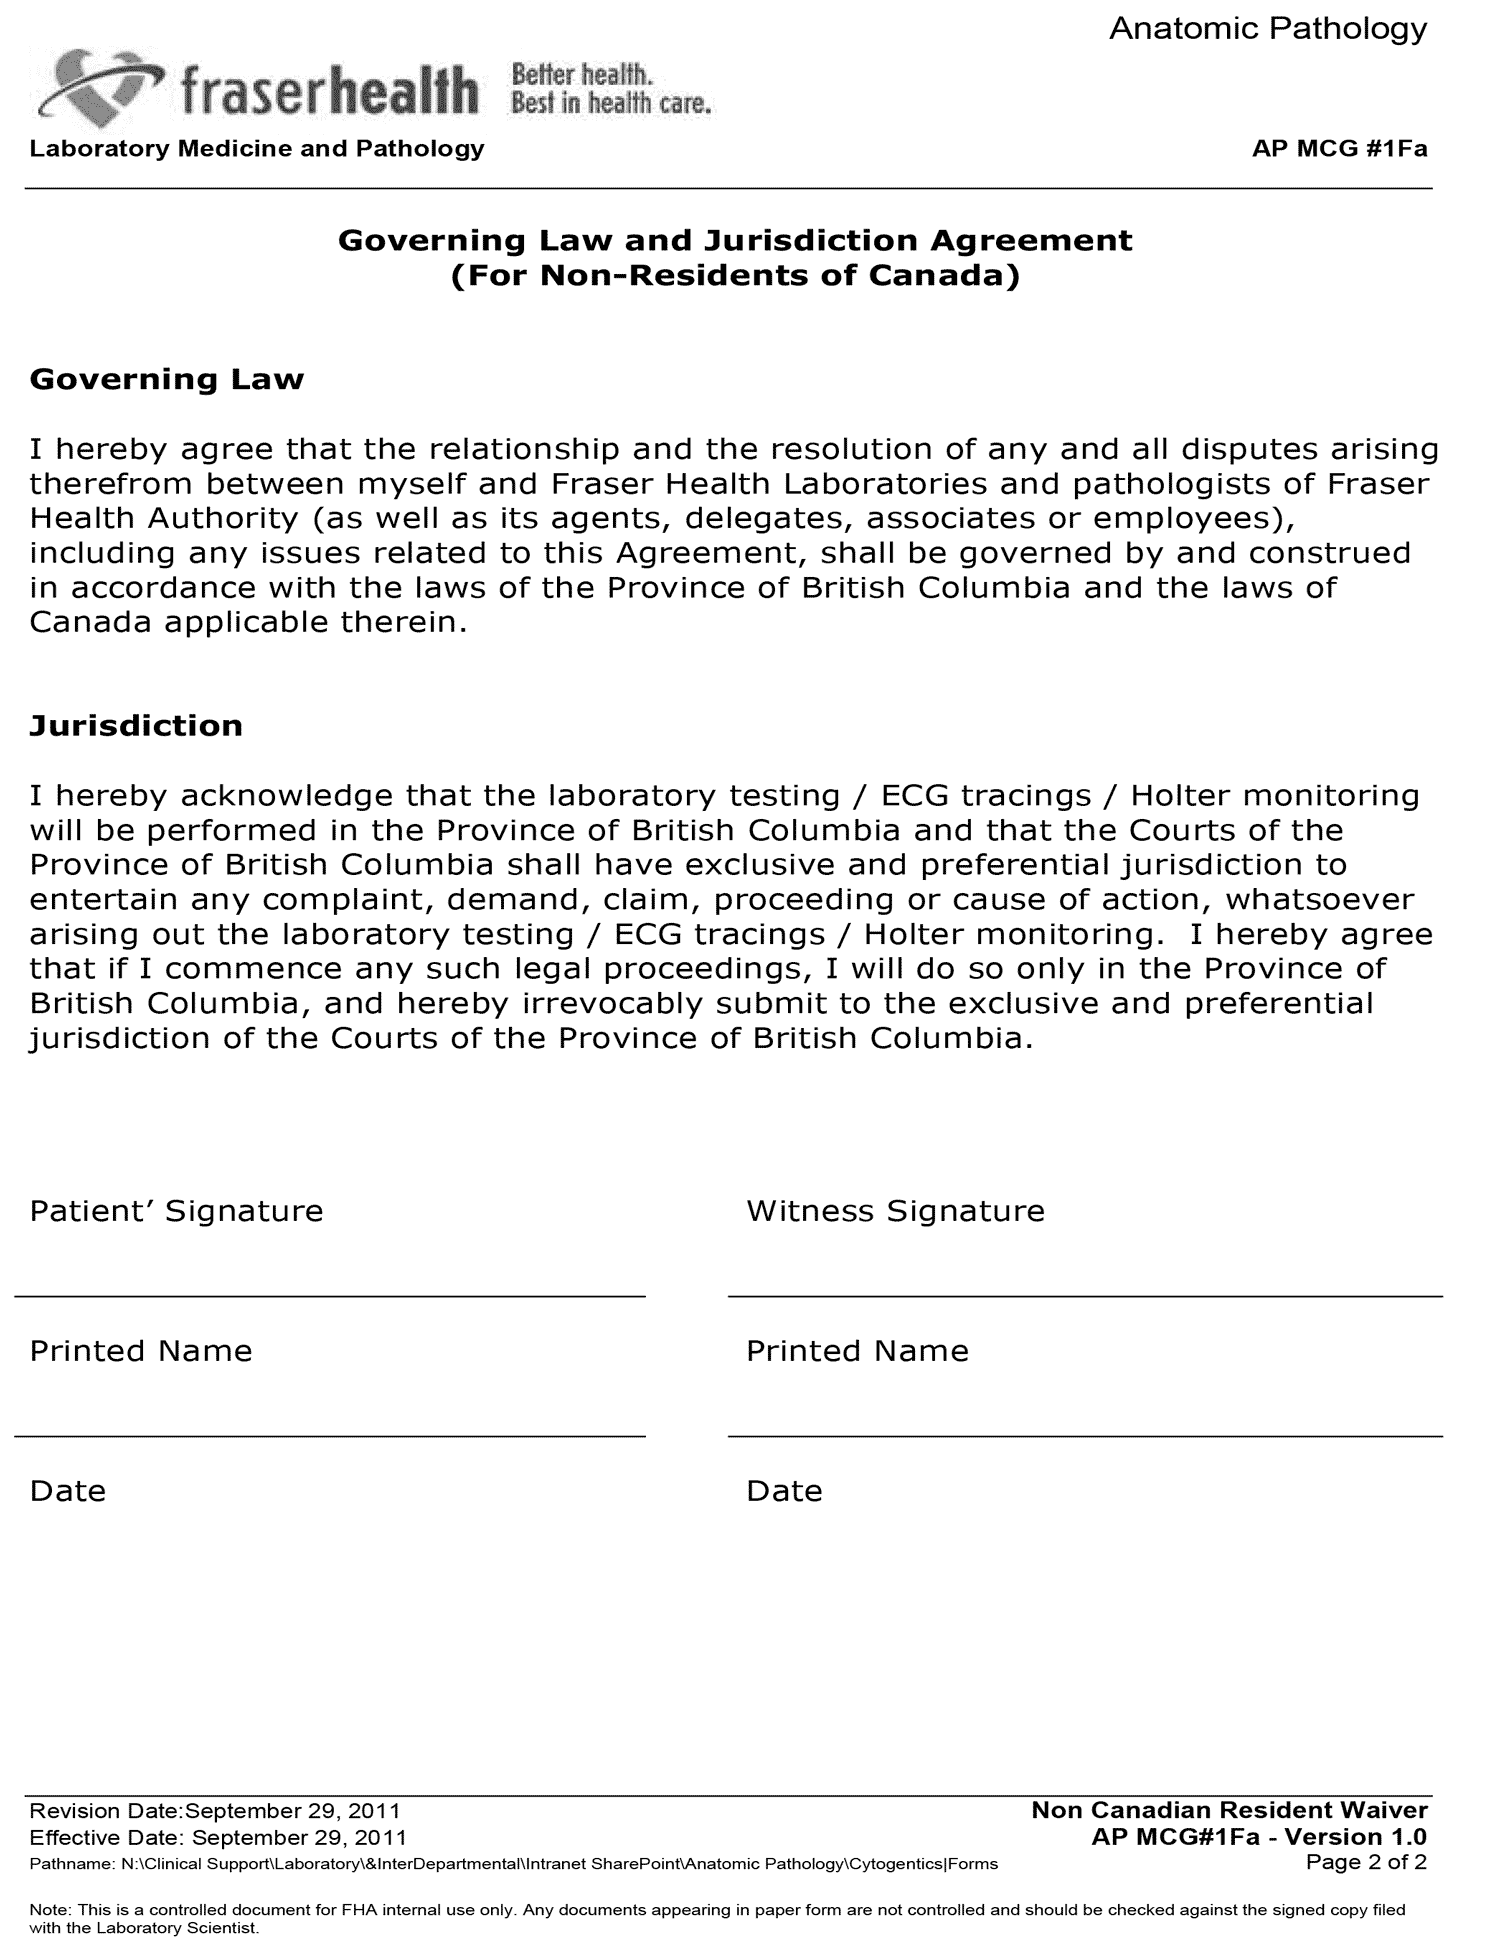 Anatomic Pathology
fraserhealth Better health.
Best in health care.
Laboratory Medicine and Pathology AP MCG #1Fa
Governing Law and Jurisdiction Agreement
(For Non-Residents of Canada)
Governing Law
I hereby agree that the relationship and the resolution of any and all disputes arising
therefrom between myself and Fraser Health Laboratories and pathologists of Fraser
Health Authority (as well as its agents, delegates, associates or employees),
including any issues related to this Agreement, shall be governed by and construed
in accordance with the laws of the Province of British Columbia and the laws of
Canada applicable therein.
Jurisdiction
I hereby acknowledge that the laboratory testing / ECG tracings / Holter monitoring
will be performed in the Province of British Columbia and that the Courts of the
Province of British Columbia shall have exclusive and preferential jurisdiction to
entertain any complaint, demand, claim, proceeding or cause of action, whatsoever
arising out the laboratory testing / ECG tracings / Holter monitoring.  I hereby agree
that if I commence any such legal proceedings, I will do so only in the Province of
British Columbia, and hereby irrevocably submit to the exclusive and preferential
jurisdiction of the Courts of the Province of British Columbia.
Patient’ Signature Witness Signature
Printed Name Printed Name
Date Date
Revision Date:September 29, 2011 Non Canadian Resident Waiver
Effective Date: September 29, 2011 AP MCG#1Fa - Version 1.0
Pathname: N:\Clinical Support\Laboratory\&InterDepartmental\Intranet SharePoint\Anatomic Pathology\Cytogentics|Forms Page 2 of 2
Note: This is a controlled document for FHA internal use only. Any documents appearing in paper form are not controlled and should be checked against the signed copy filed
with the Laboratory Scientist.